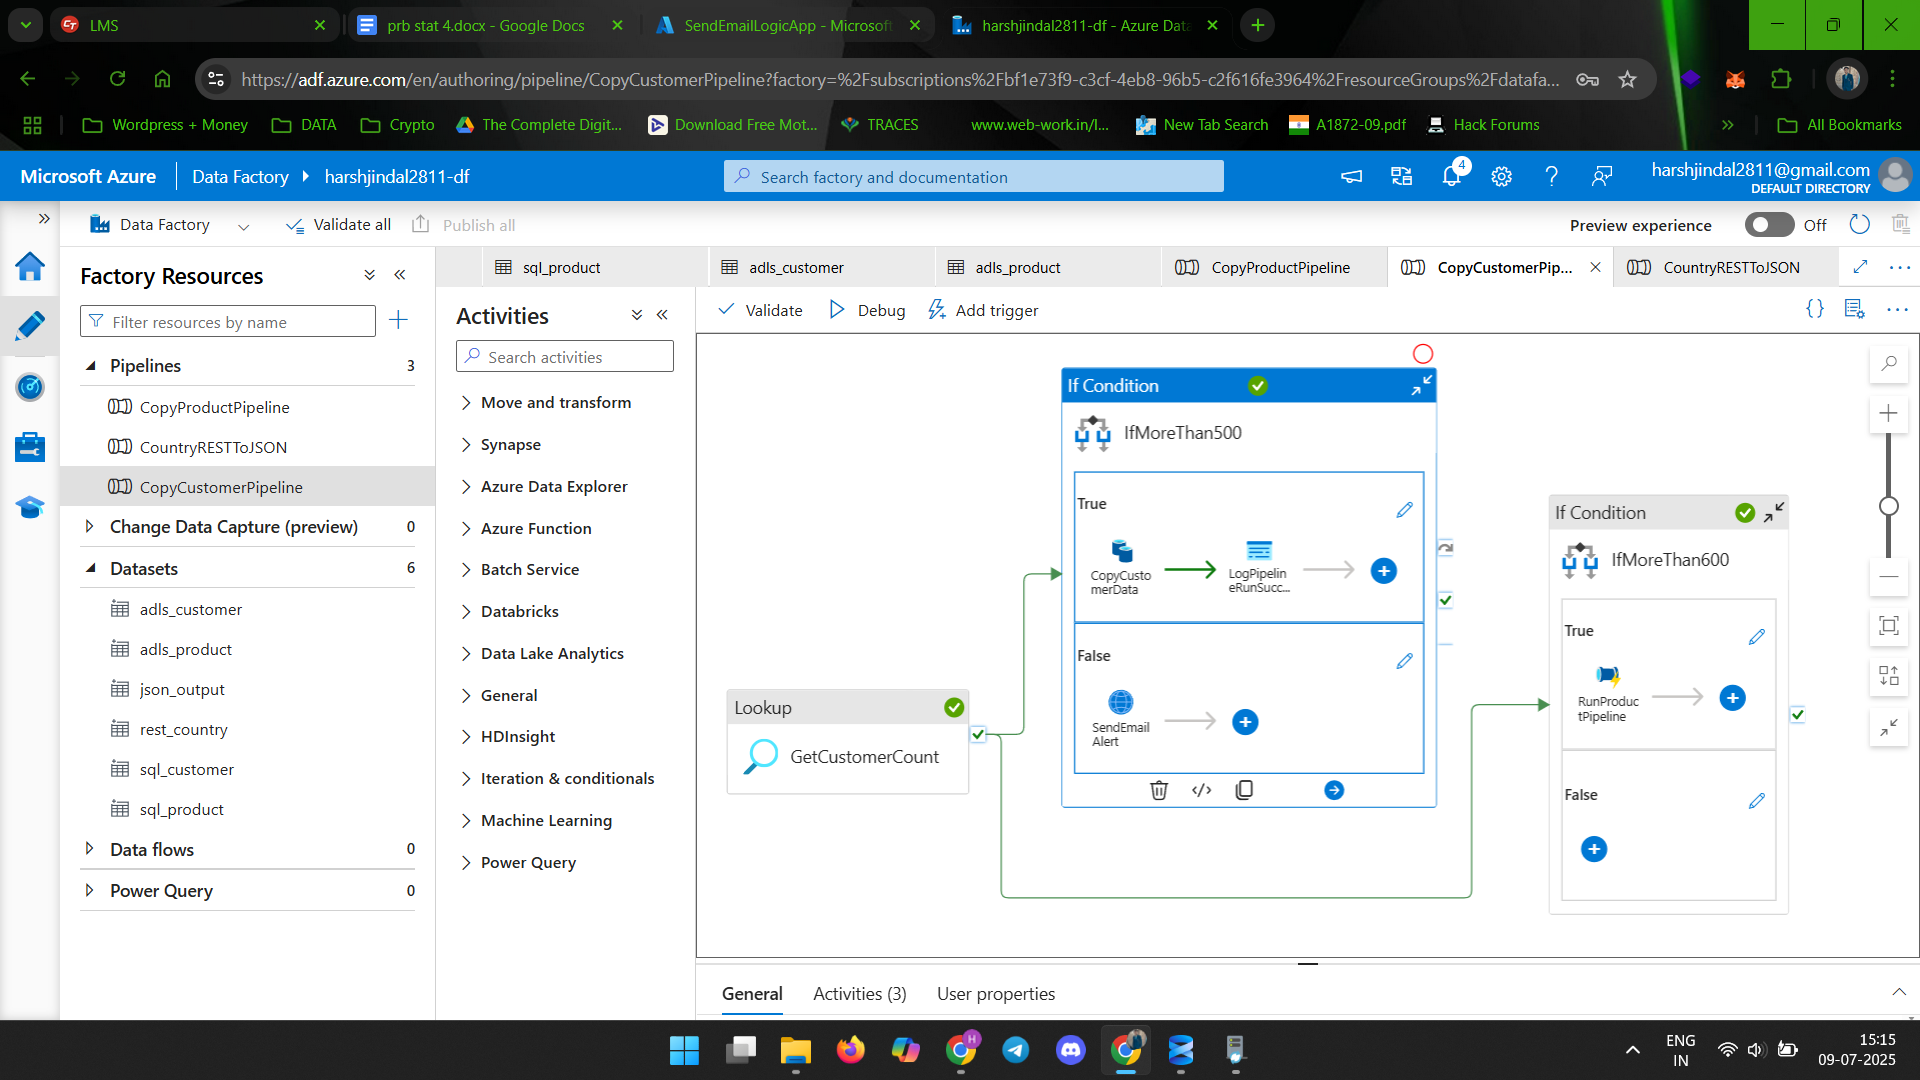 LMS
prb stat 4.docx - Google Docs
SendEmailLogicApp - Microsoft
harshjindal2811-df - Azure Data
https://adf.azure.com/en/authoring/pipeline/CopyCustomerPipeline?factory=%2Fsubscriptions%2Fbf1e73f9-c3cf-4eb8-96b5-c2f616fe3964%2FresourceGroups%2Fdatafa...
Wordpress + Money
DATA
Crypto
The Complete Digit...
Download Free Mot...
TRACES
www.web-work.in/l...
New Tab Search
A1872-09.pdf
Hack Forums
All Bookmarks
Microsoft Azure
Data Factory
harshjindal2811-df
Search factory and documentation
4
harshjindal2811@gmail.com
DEFAULT DIRECTORY
Data Factory
Validate all
Publish all
Preview experience
Off
Factory Resources
Filter resources by name
Pipelines 3
CopyProductPipeline
CountryRESTToJSON
CopyCustomerPipeline
Change Data Capture (preview) 0
Datasets 6
adls_customer
adls_product
json_output
rest_country
sql_customer
sql_product
Data flows 0
Power Query 0
sql_product
adls_customer
adls_product
CopyProductPipeline
CopyCustomerPip...
CountryRESTToJSON
Activities
Search activities
Move and transform
Synapse
Azure Data Explorer
Azure Function
Batch Service
Databricks
Data Lake Analytics
General
HDInsight
Iteration & conditionals
Machine Learning
Power Query
Validate
Debug
Add trigger
Lookup
GetCustomerCount
If Condition
IfMoreThan500
True
CopyCusto
merData
LogPipelin
eRunSucc...
False
SendEmail
Alert
If Condition
IfMoreThan600
True
RunProduc
tPipeline
False
General
Activities (3)
User properties
H
ENG
IN
15:15
09-07-2025